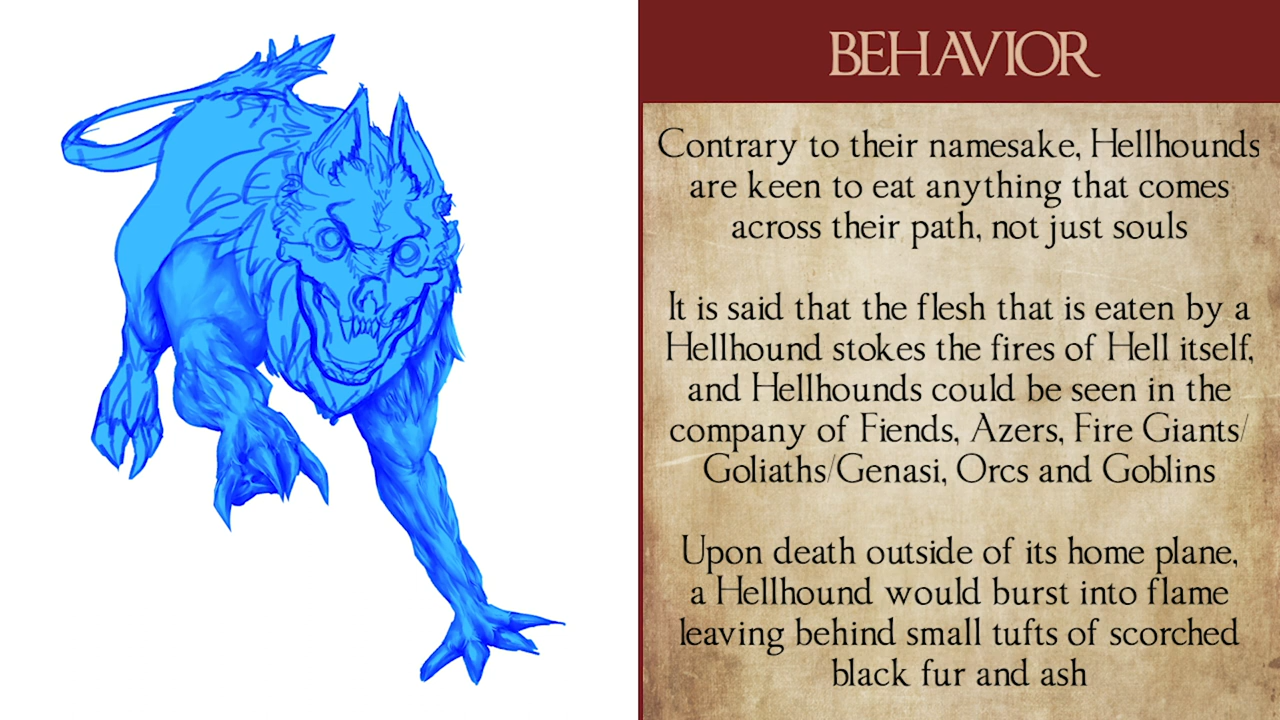 BEHAVIOR
Contrary to their namesake, Hellhounds
are keen to eat anything that comes
across their path, not just souls
It is said that the flesh that is eaten by a
Hellhound stokes the fires of Hell itself,
and Hellhounds could be seen in the
company of Fiends, Azers, Fire Giants/
Goliaths/Genasi, Orcs and Goblins
Upon death outside of its home plane,
a Hellhound would burst into flame
leaving behind small tufts of scorched
black fur and ash